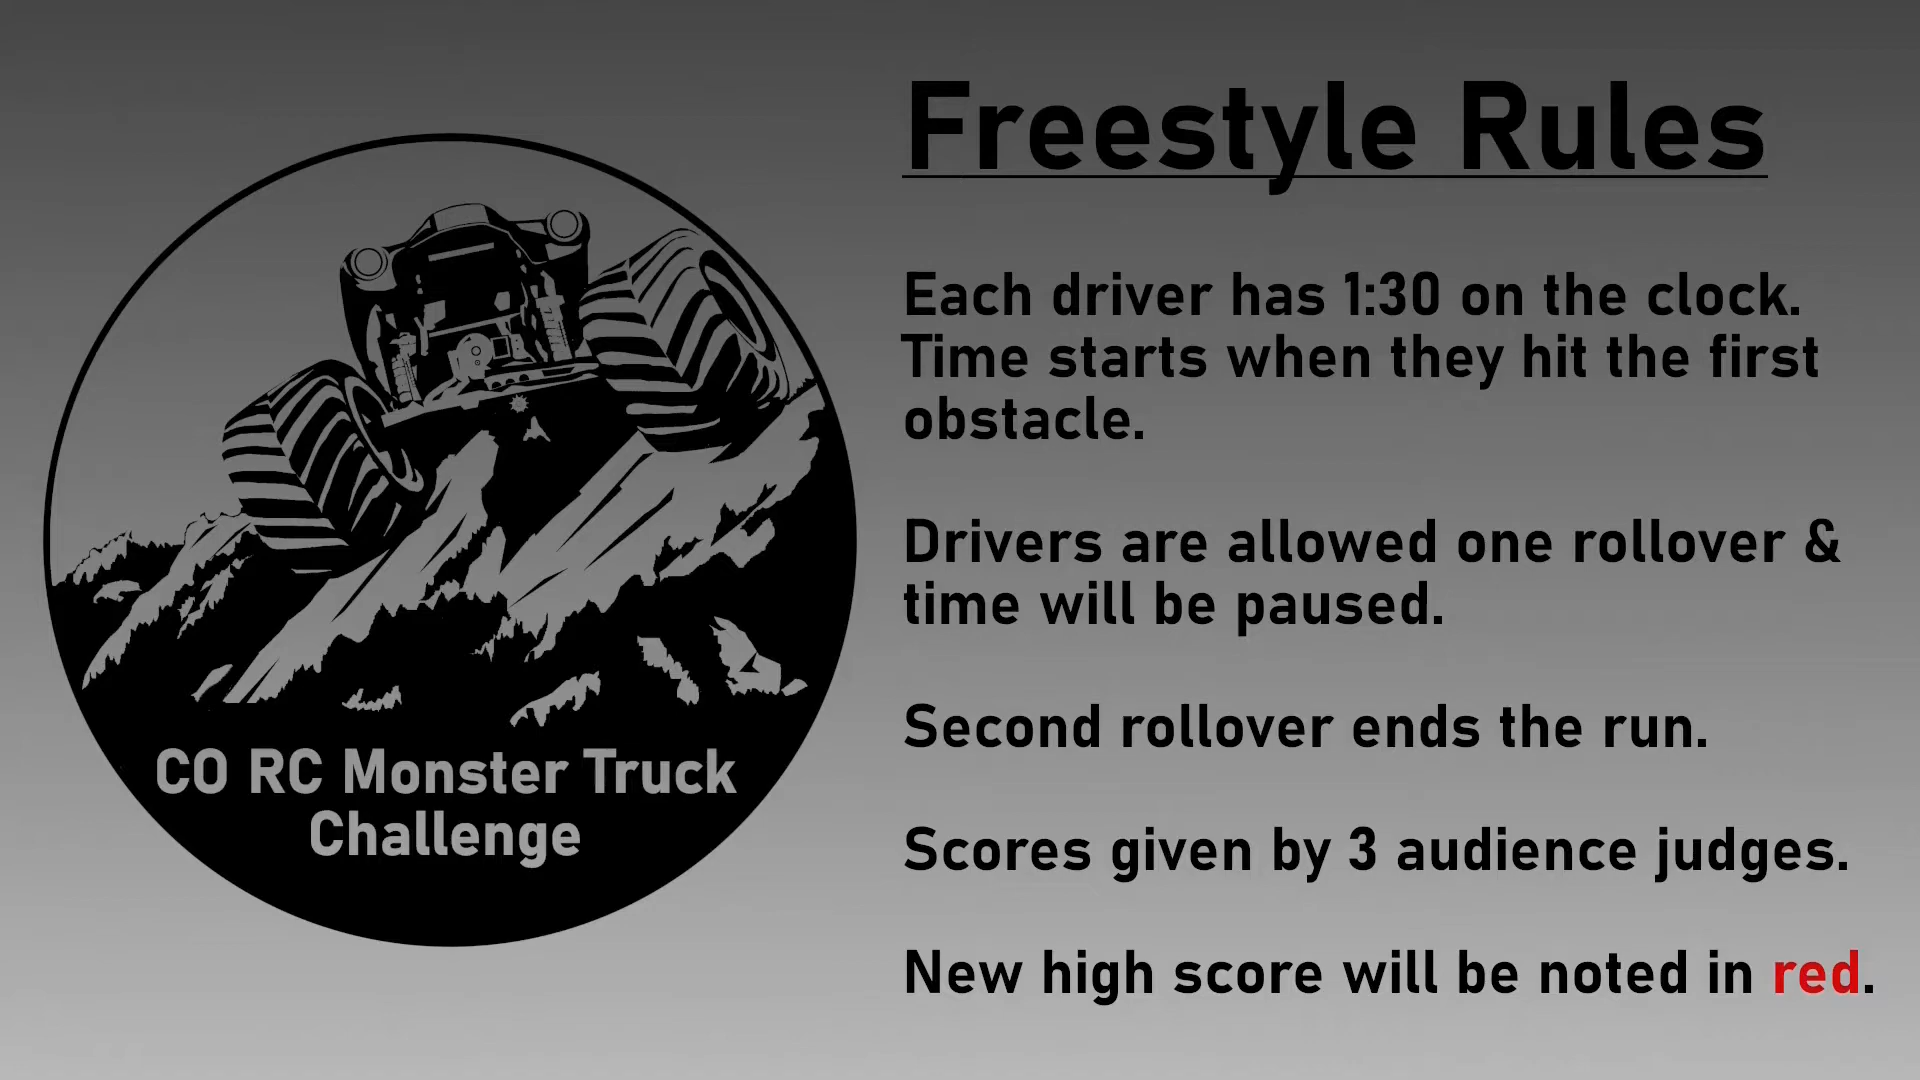 Freestyle Rules
Each driver has 1:30 on the clock.
Time starts when they hit the first
obstacle.
Drivers are allowed one rollover &
time will be paused.
Second rollover ends the run.
Scores given by 3 audience judges.
New high score will be noted in red.
CO RC Monster Truck
Challenge